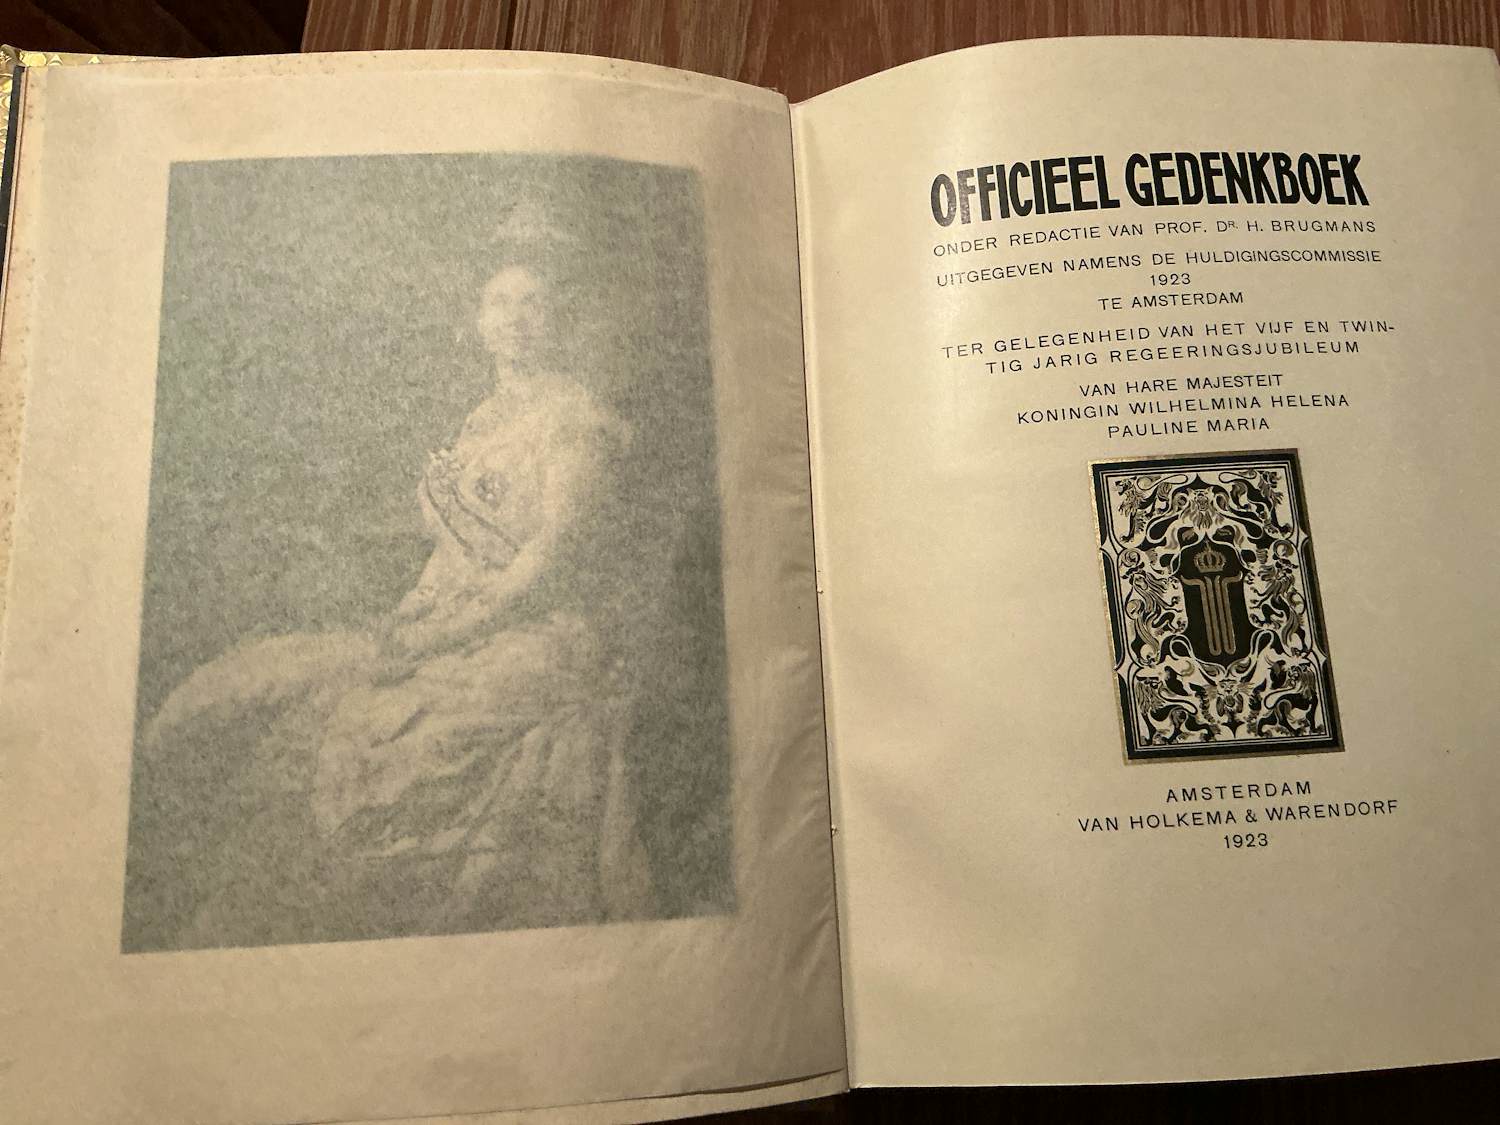 OFFICIEEL GEDENKBOEK
ONDER REDACTIE VAN PROF. DR. H. BRUGMANS
UITGEGEVEN NAMENS DE HULDIGINGSCOMMISSIE
1923
TE AMSTERDAM
TER GELEGENHEID VAN HET VIJF EN TWIN-
TIG JARIG REGEERINGSJUBILEUM
VAN HARE MAJESTEIT
KONINGIN WILHELMINA HELENA
PAULINE MARIA
W
AMSTERDAM
VAN HOLKEMA & WARENDORF
1923